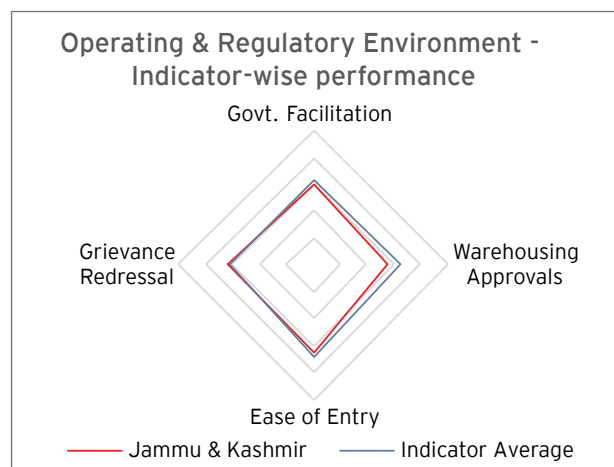 Operating & Regulatory Environment -
Indicator-wise performance
Govt. Facilitation
Grievance
Redressal
Warehousing
Approvals
Ease of Entry
Jammu & Kashmir
Indicator Average